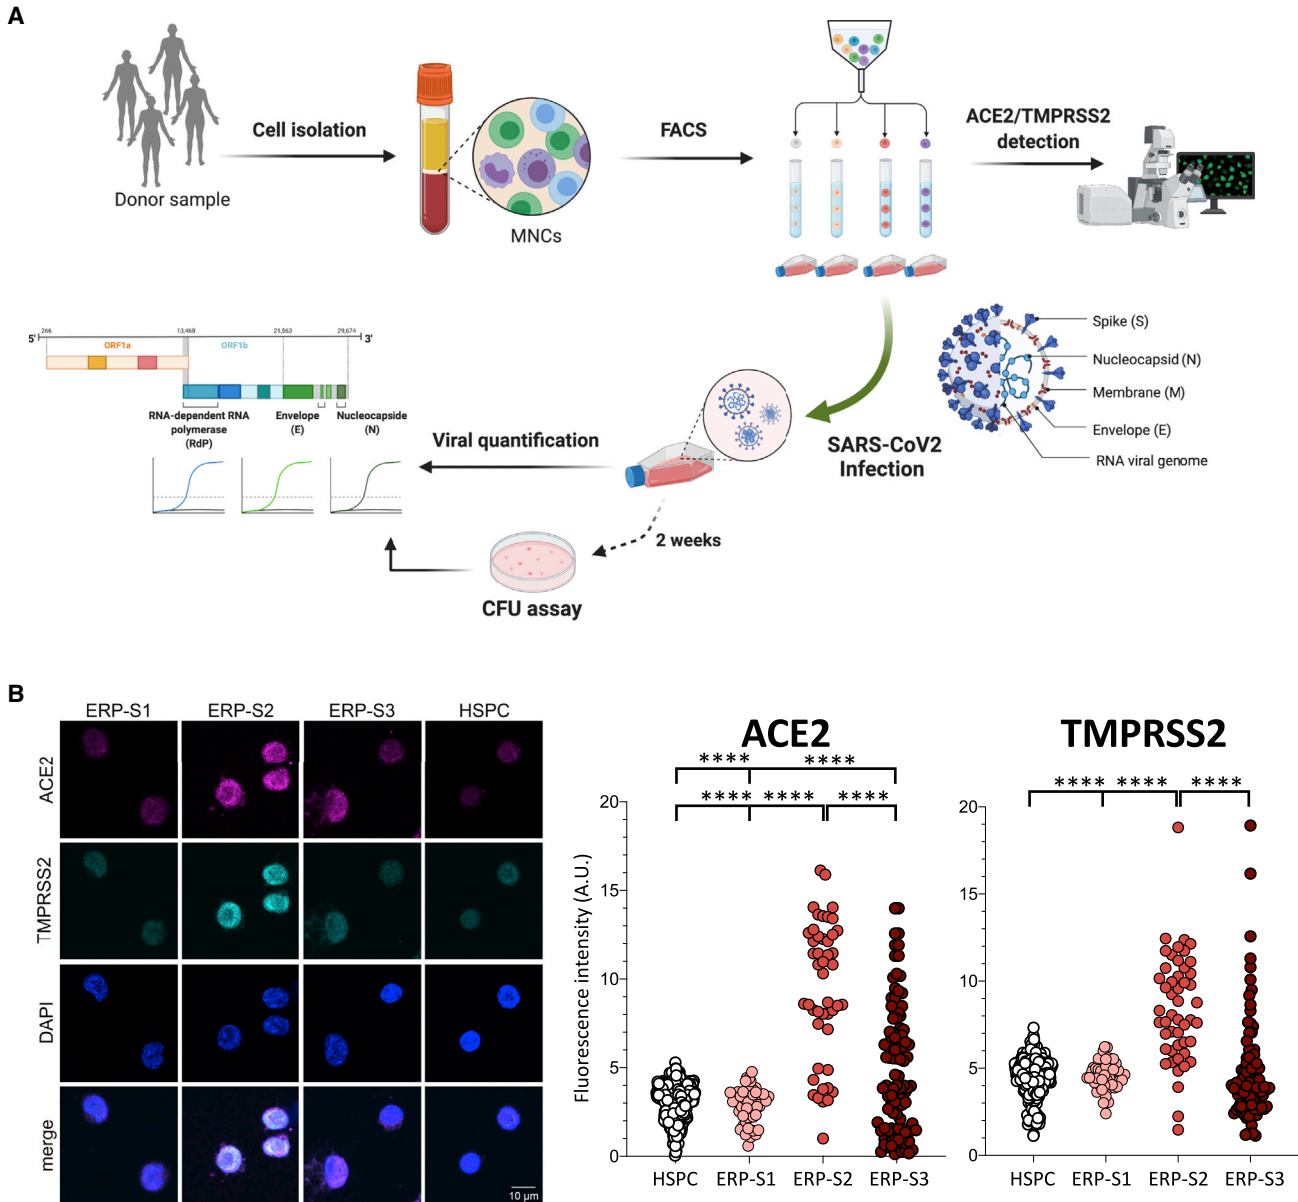 A
Donor sample
Cell isolation
MNCs
FACS
ACE2/TMPRSS2
detection
Spike (S)
Nucleocapsid (N)
Membrane (M)
Envelope (E)
RNA viral genome
SARS-CoV2
Infection
5'
266
13,468
21,563
29,674
3'
ORF1a
ORF1b
RNA-dependent RNA
polymerase
(RdP)
Envelope
(E)
Nucleocapside
(N)
Viral quantification
2 weeks
CFU assay
B
ERP-S1
ERP-S2
ERP-S3
HSPC
ACE2
TMPRSS2
DAPI
merge
10 µm
ACE2
**** ****
**** **** ****
Fluorescence intensity (A.U.)
20
15
10
5
0
HSPC
ERP-S1
ERP-S2
ERP-S3
TMPRSS2
**** **** ****
20
15
10
5
0
HSPC
ERP-S1
ERP-S2
ERP-S3